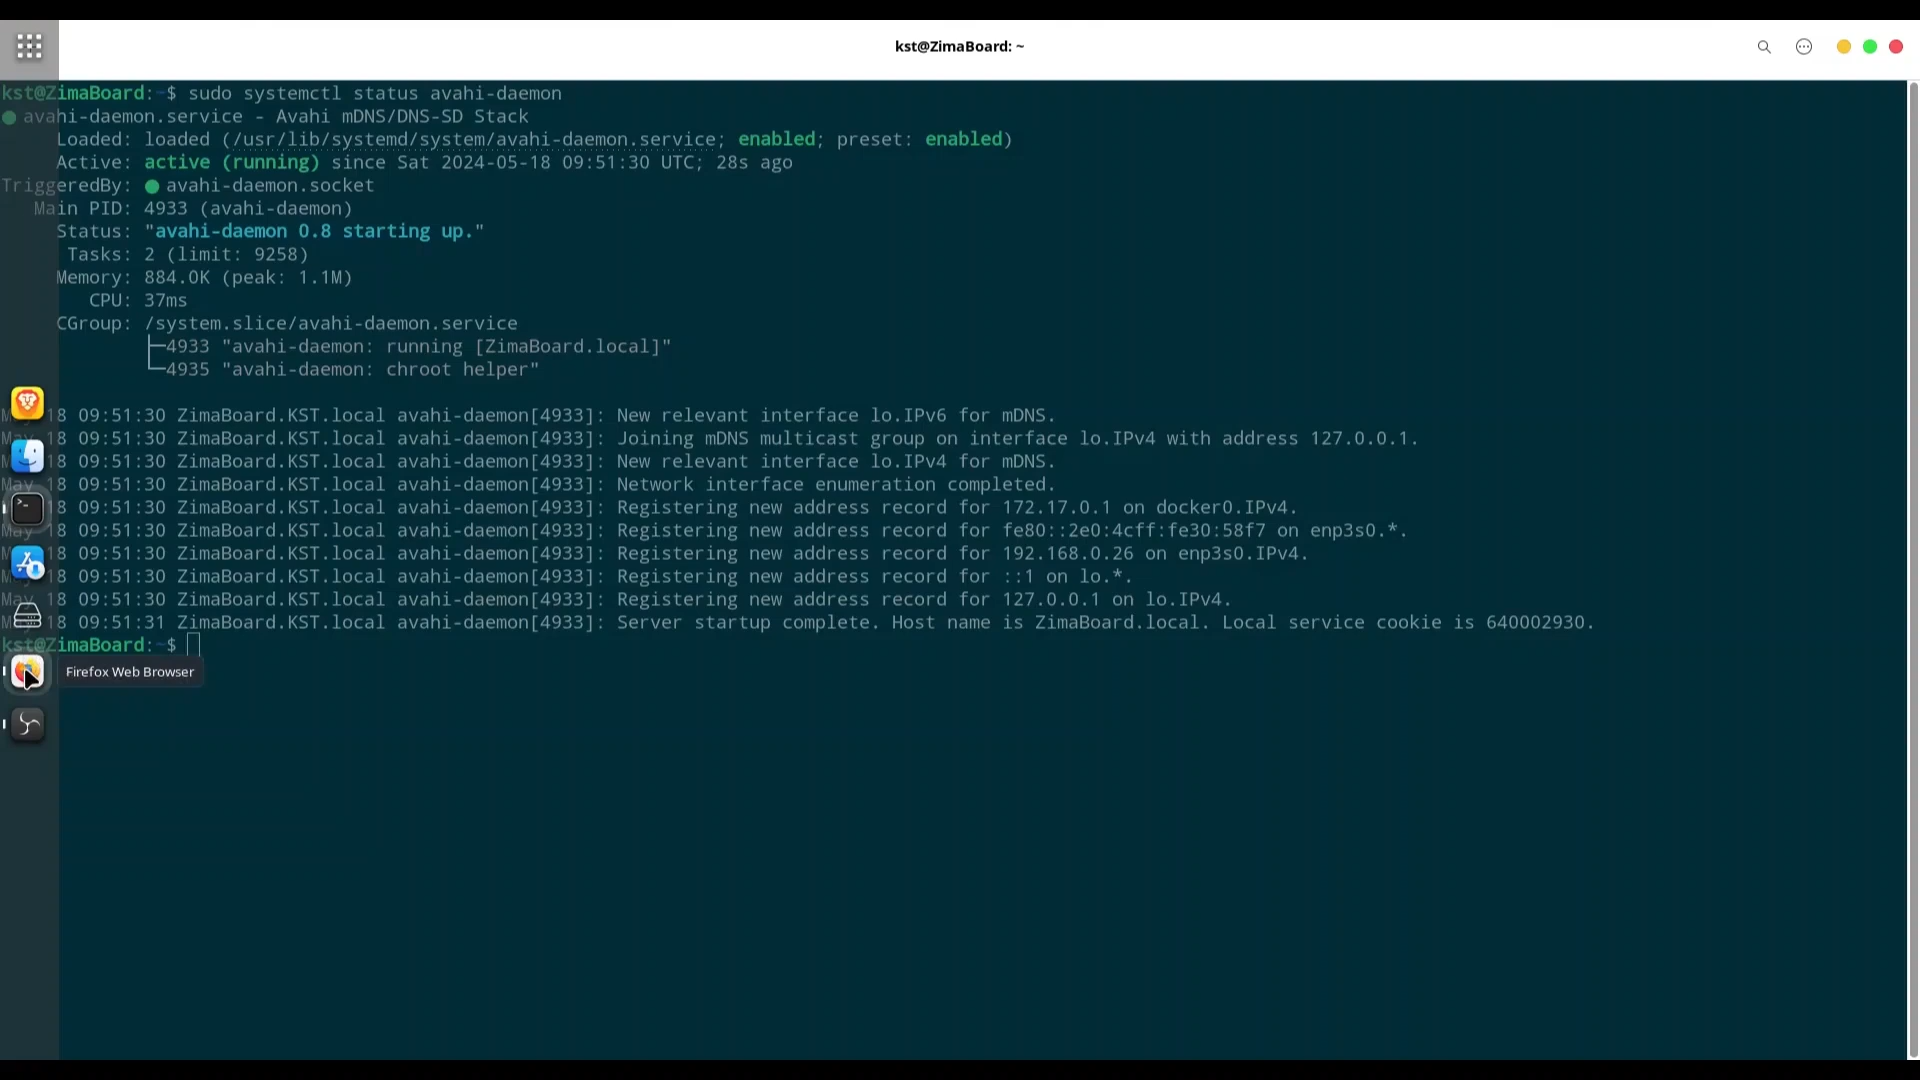 kst@ZimaBoard: ~
kst@ZimaBoard:~$ sudo systemctl status avahi-daemon
● avahi-daemon.service - Avahi mDNS/DNS-SD Stack
Loaded: loaded (/usr/lib/systemd/system/avahi-daemon.service; enabled; preset: enabled)
Active: active (running) since Sat 2024-05-18 09:51:30 UTC; 28s ago
TriggeredBy: ● avahi-daemon.socket
Main PID: 4933 (avahi-daemon)
Status: "avahi-daemon 0.8 starting up."
Tasks: 2 (limit: 9258)
Memory: 884.0K (peak: 1.1M)
CPU: 37ms
CGroup: /system.slice/avahi-daemon.service
├─4933 "avahi-daemon: running [ZimaBoard.local]"
└─4935 "avahi-daemon: chroot helper"
May 18 09:51:30 ZimaBoard.KST.local avahi-daemon[4933]: New relevant interface lo.IPv6 for mDNS.
May 18 09:51:30 ZimaBoard.KST.local avahi-daemon[4933]: Joining mDNS multicast group on interface lo.IPv4 with address 127.0.0.1.
May 18 09:51:30 ZimaBoard.KST.local avahi-daemon[4933]: New relevant interface lo.IPv4 for mDNS.
May 18 09:51:30 ZimaBoard.KST.local avahi-daemon[4933]: Network interface enumeration completed.
May 18 09:51:30 ZimaBoard.KST.local avahi-daemon[4933]: Registering new address record for 172.17.0.1 on docker0.IPv4.
May 18 09:51:30 ZimaBoard.KST.local avahi-daemon[4933]: Registering new address record for fe80::2e0:4cff:fe30:58f7 on enp3s0.*.
May 18 09:51:30 ZimaBoard.KST.local avahi-daemon[4933]: Registering new address record for 192.168.0.26 on enp3s0.IPv4.
May 18 09:51:30 ZimaBoard.KST.local avahi-daemon[4933]: Registering new address record for ::1 on lo.*.
May 18 09:51:30 ZimaBoard.KST.local avahi-daemon[4933]: Registering new address record for 127.0.0.1 on lo.IPv4.
May 18 09:51:31 ZimaBoard.KST.local avahi-daemon[4933]: Server startup complete. Host name is ZimaBoard.local. Local service cookie is 640002930.
kst@ZimaBoard:~$
Firefox Web Browser